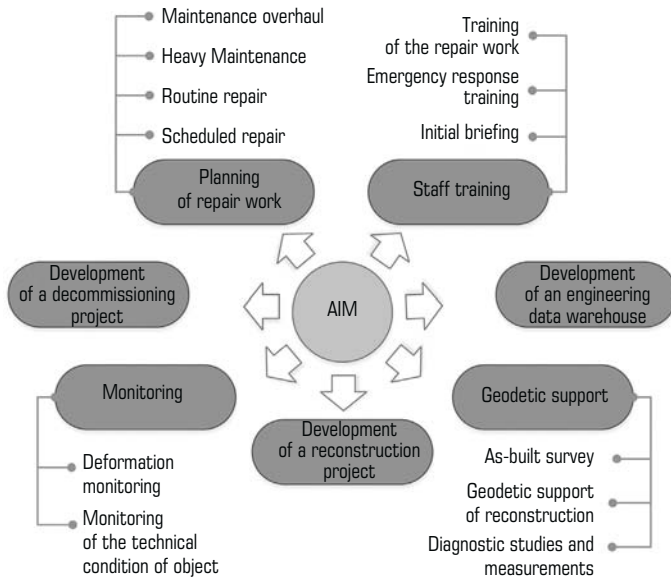 Maintenance overhaul
Heavy Maintenance
Routine repair
Scheduled repair
Planning
of repair work
Training
of the repair work
Emergency response
training
Initial briefing
Staff training
Development
of a decommissioning
project
AIM
Development
of an engineering
data warehouse
Monitoring
Deformation
monitoring
Monitoring
of the technical
condition of object
Development
of a reconstruction
project
Geodetic support
As-built survey
Geodetic support
of reconstruction
Diagnostic studies and
measurements